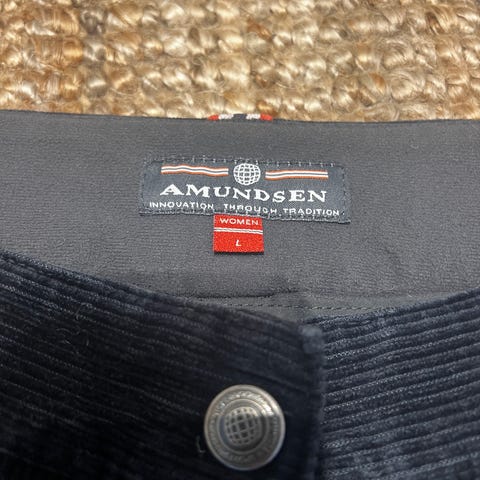 AMUNDSEN
INNOVATION THROUGH TRADITION
WOMEN
L